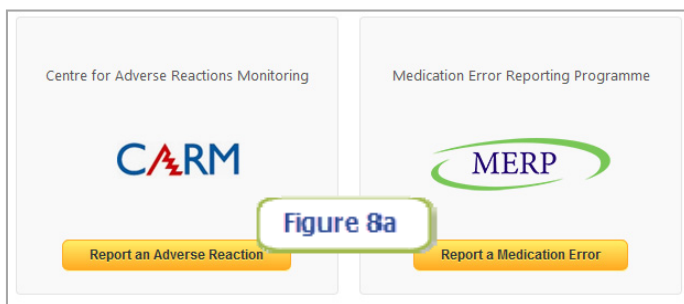 Centre for Adverse Reactions Monitoring
CARM
Report an Adverse Reaction
Medication Error Reporting Programme
MERP
Report a Medication Error
Figure 8a